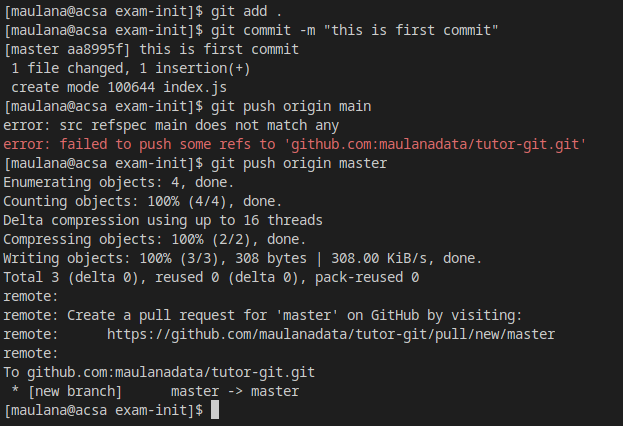 [maulana@acsa exam-init]$ git add .
[maulana@acsa exam-init]$ git commit -m "this is first commit"
[master aa8995f] this is first commit
 1 file changed, 1 insertion(+)
 create mode 100644 index.js
[maulana@acsa exam-init]$ git push origin main
error: src refspec main does not match any
error: failed to push some refs to 'github.com:maulanadata/tutor-git.git'
[maulana@acsa exam-init]$ git push origin master
Enumerating objects: 4, done.
Counting objects: 100% (4/4), done.
Delta compression using up to 16 threads
Compressing objects: 100% (2/2), done.
Writing objects: 100% (3/3), 308 bytes | 308.00 KiB/s, done.
Total 3 (delta 0), reused 0 (delta 0), pack-reused 0
remote:
remote: Create a pull request for 'master' on GitHub by visiting:
remote:      https://github.com/maulanadata/tutor-git/pull/new/master
remote:
To github.com:maulanadata/tutor-git.git
 * [new branch]      master -> master
[maulana@acsa exam-init]$